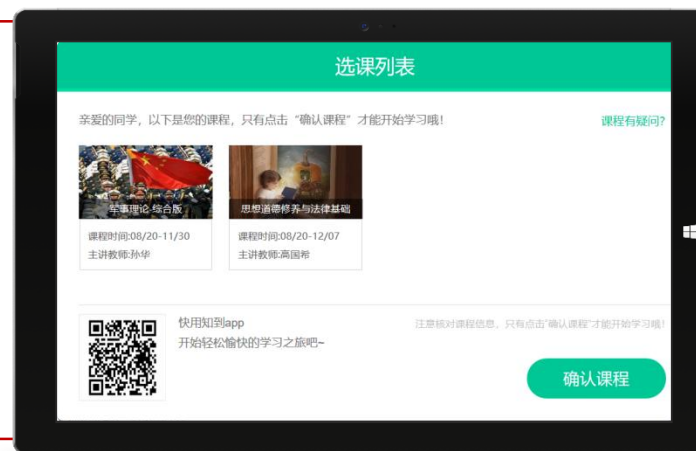 选课列表
亲爱的同学，以下是您的课程，只有点击“确认课程”才能开始学习哦！
课程有疑问?
军事理论-综合版
思想道德修养与法律基础
课程时间:08/20-11/30
课程时间:08/20-12/07
主讲教师:孙华
主讲教师:高国希
快用知到app
注意核对课程信息，只有点击“确认课程”才能开始学习哦！
开始轻松愉快的学习之旅吧~
确认课程